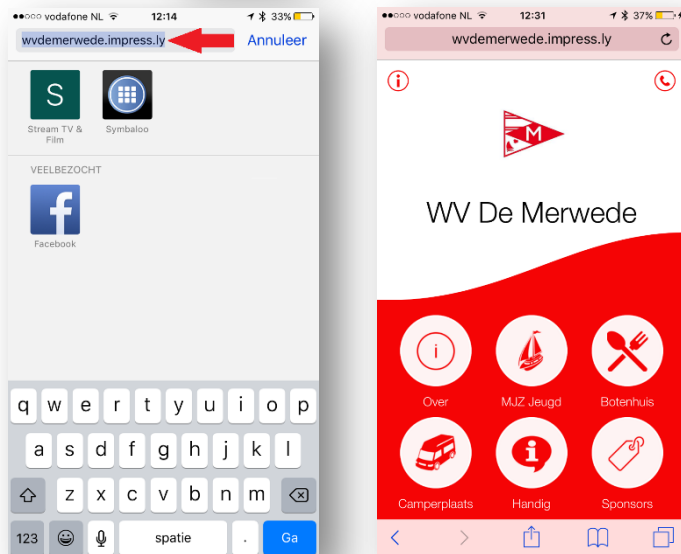 vodafone NL 12:14 33%
wvdemerwede.impress.ly Annuleer
S
Stream TV &
Film
Symbaloo
VEELBEZOCHT
Facebook
q w e r t y u i o p
a s d f g h j k l
z x c v b n m
123 spatie . Ga
vodafone NL 12:31 37%
wvdemerwede.impress.ly
M
WV De Merwede
Over MJZ Jeugd Botenhuis
Camperplaats Handig Sponsors